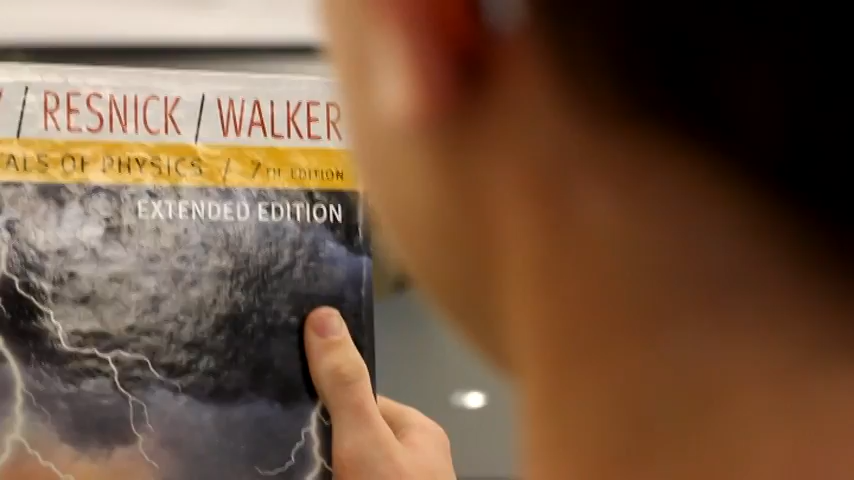 / RESNICK / WALKER
ALS OF PHYSICS / 7TH EDITION
EXTENDED EDITION